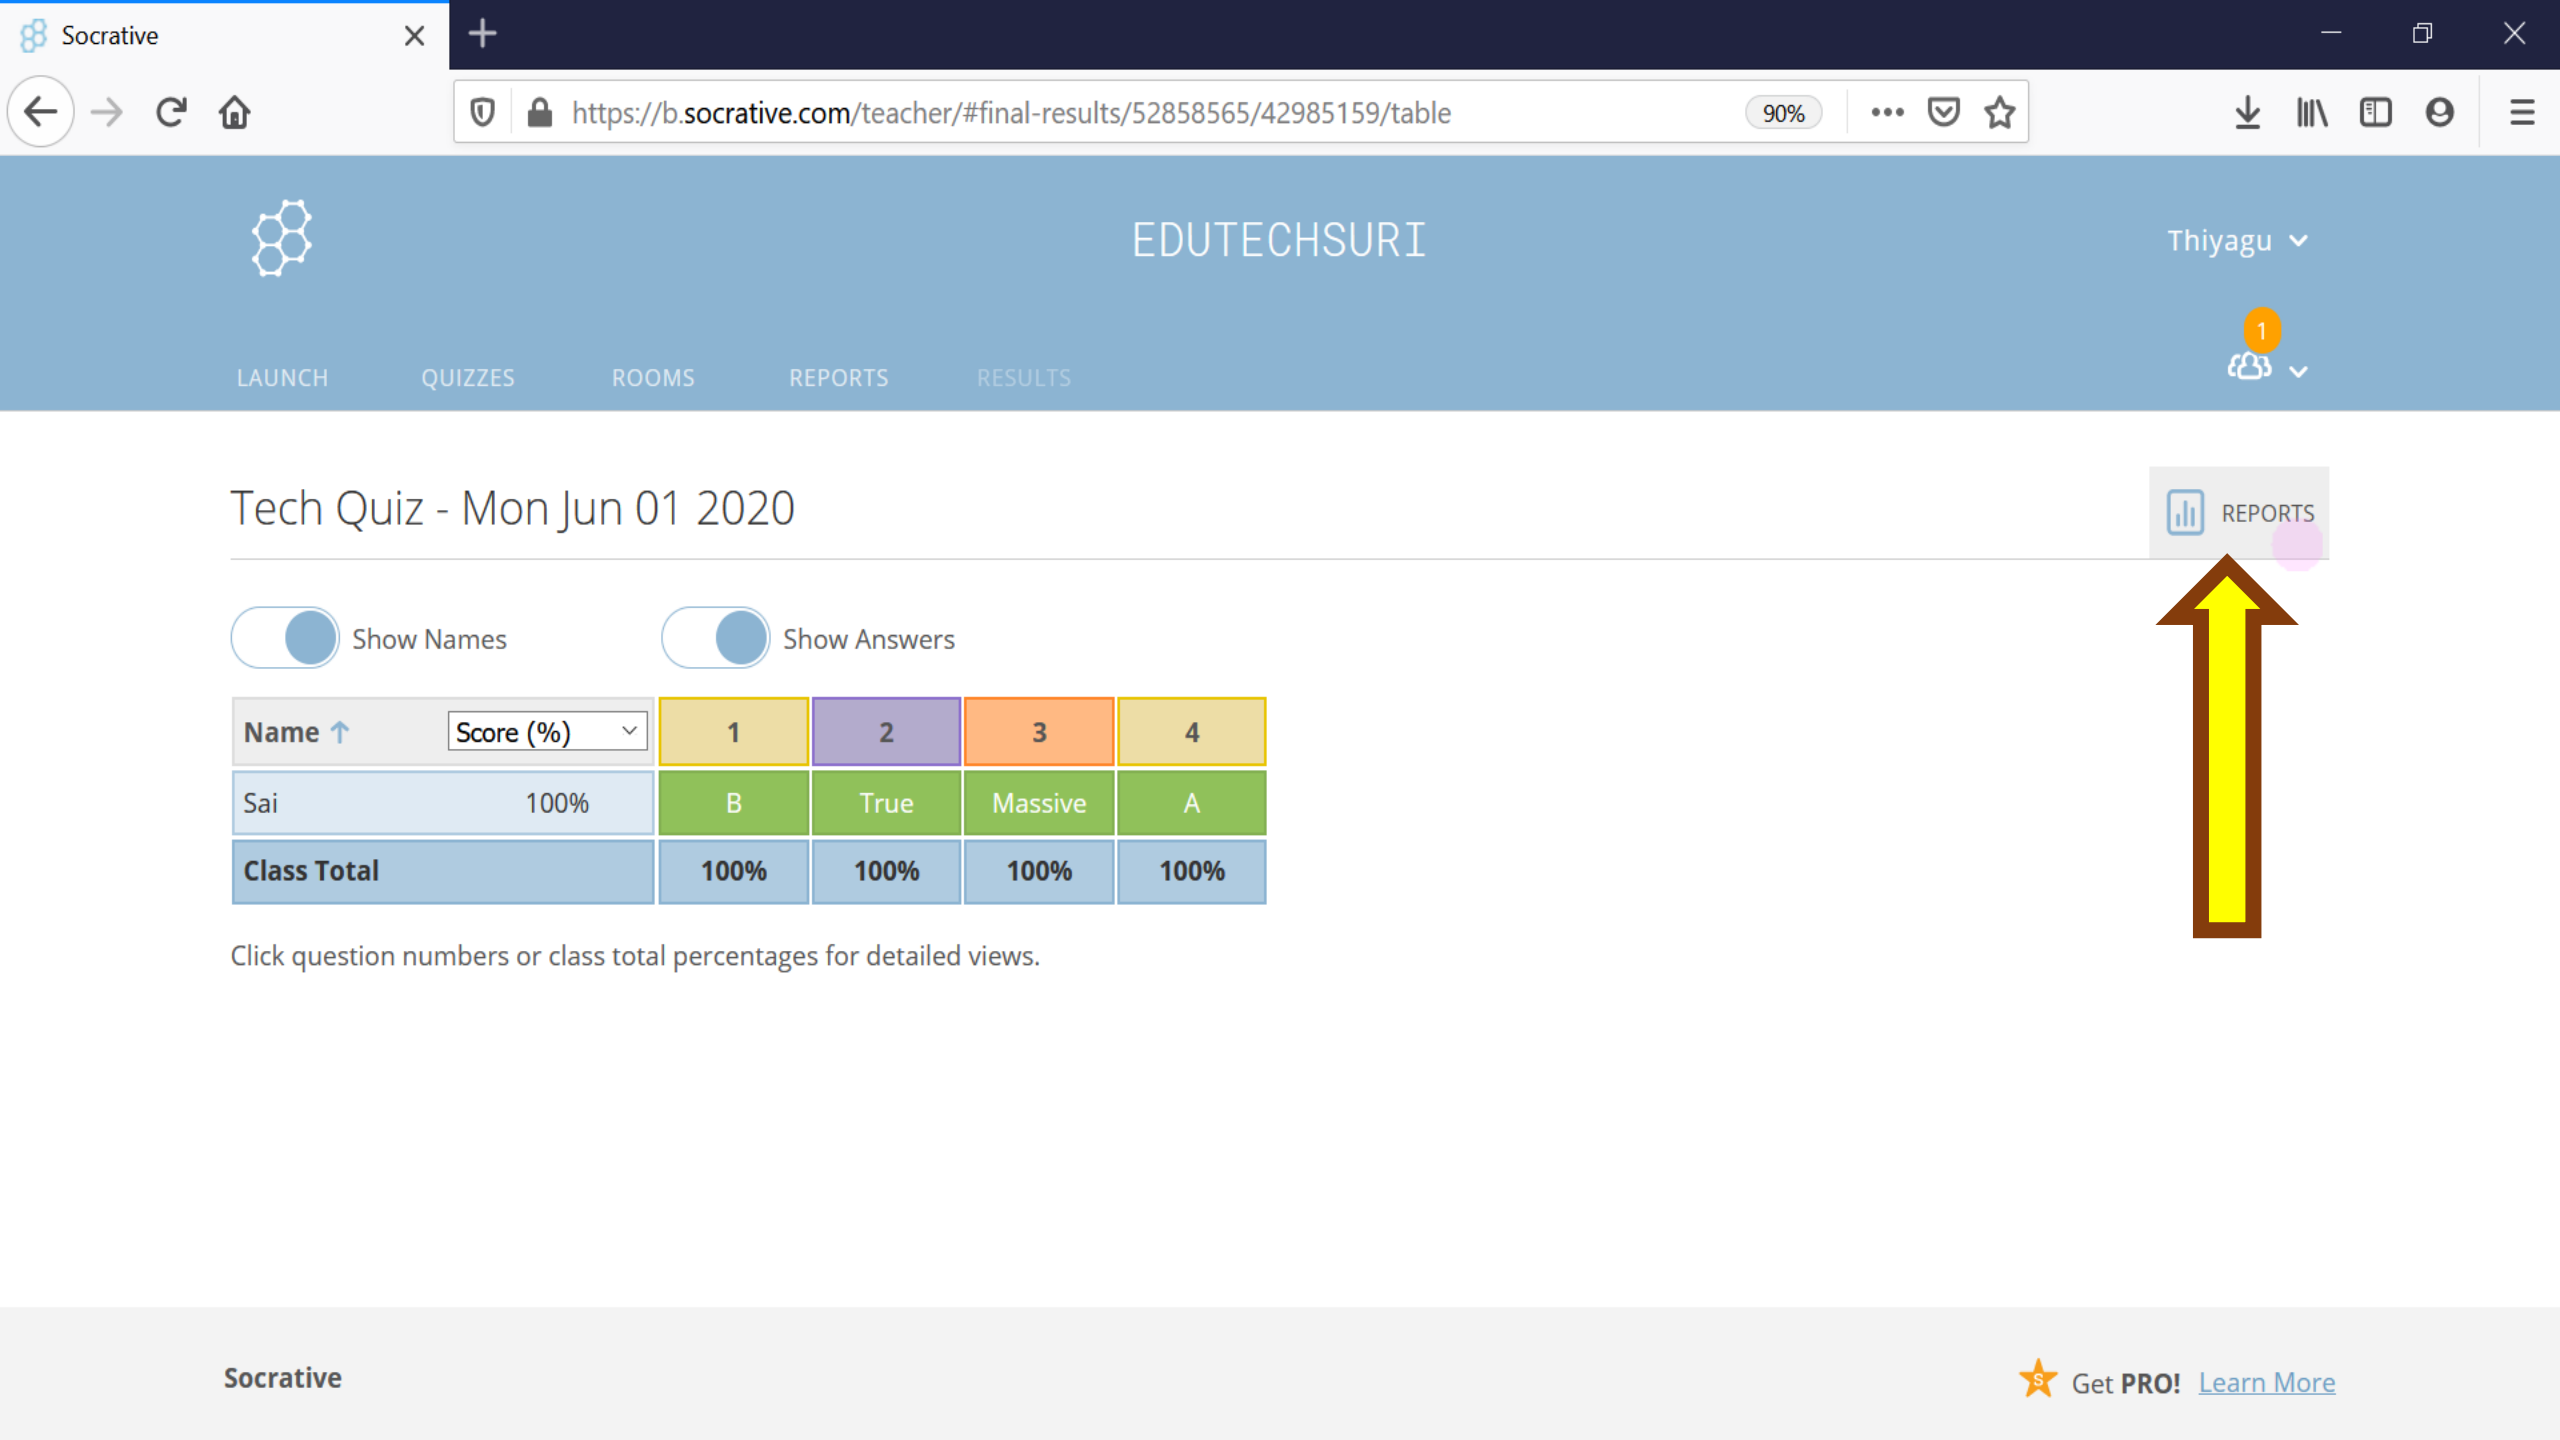 Socrative
https://b.socrative.com/teacher/#final-results/52858565/42985159/table
90%
EDUTECHSURI
Thiyagu
1
LAUNCH QUIZZES ROOMS REPORTS RESULTS
Tech Quiz - Mon Jun 01 2020
REPORTS
Show Names Show Answers
Name Score (%) 1 2 3 4
Sai 100% B True Massive A
Class Total 100% 100% 100% 100%
Click question numbers or class total percentages for detailed views.
Socrative
S Get PRO! Learn More